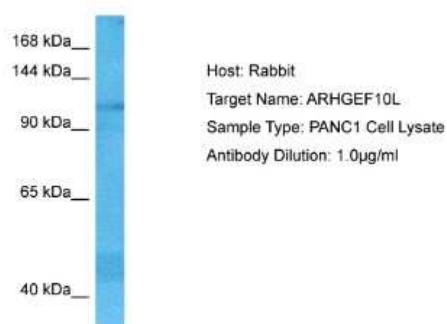 168 kDa
144 kDa
90 kDa
65 kDa
40 kDa
Host: Rabbit
Target Name: ARHGEF10L
Sample Type: PANC1 Cell Lysate
Antibody Dilution: 1.0µg/ml